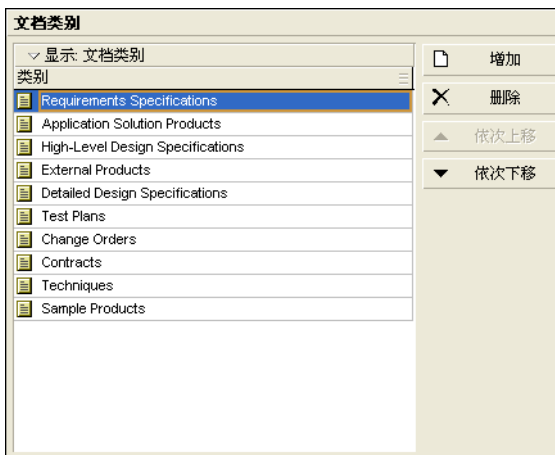 文档类别
显示: 文档类别
类别
Requirements Specifications
Application Solution Products
High-Level Design Specifications
External Products
Detailed Design Specifications
Test Plans
Change Orders
Contracts
Techniques
Sample Products
增加
删除
依次上移
依次下移